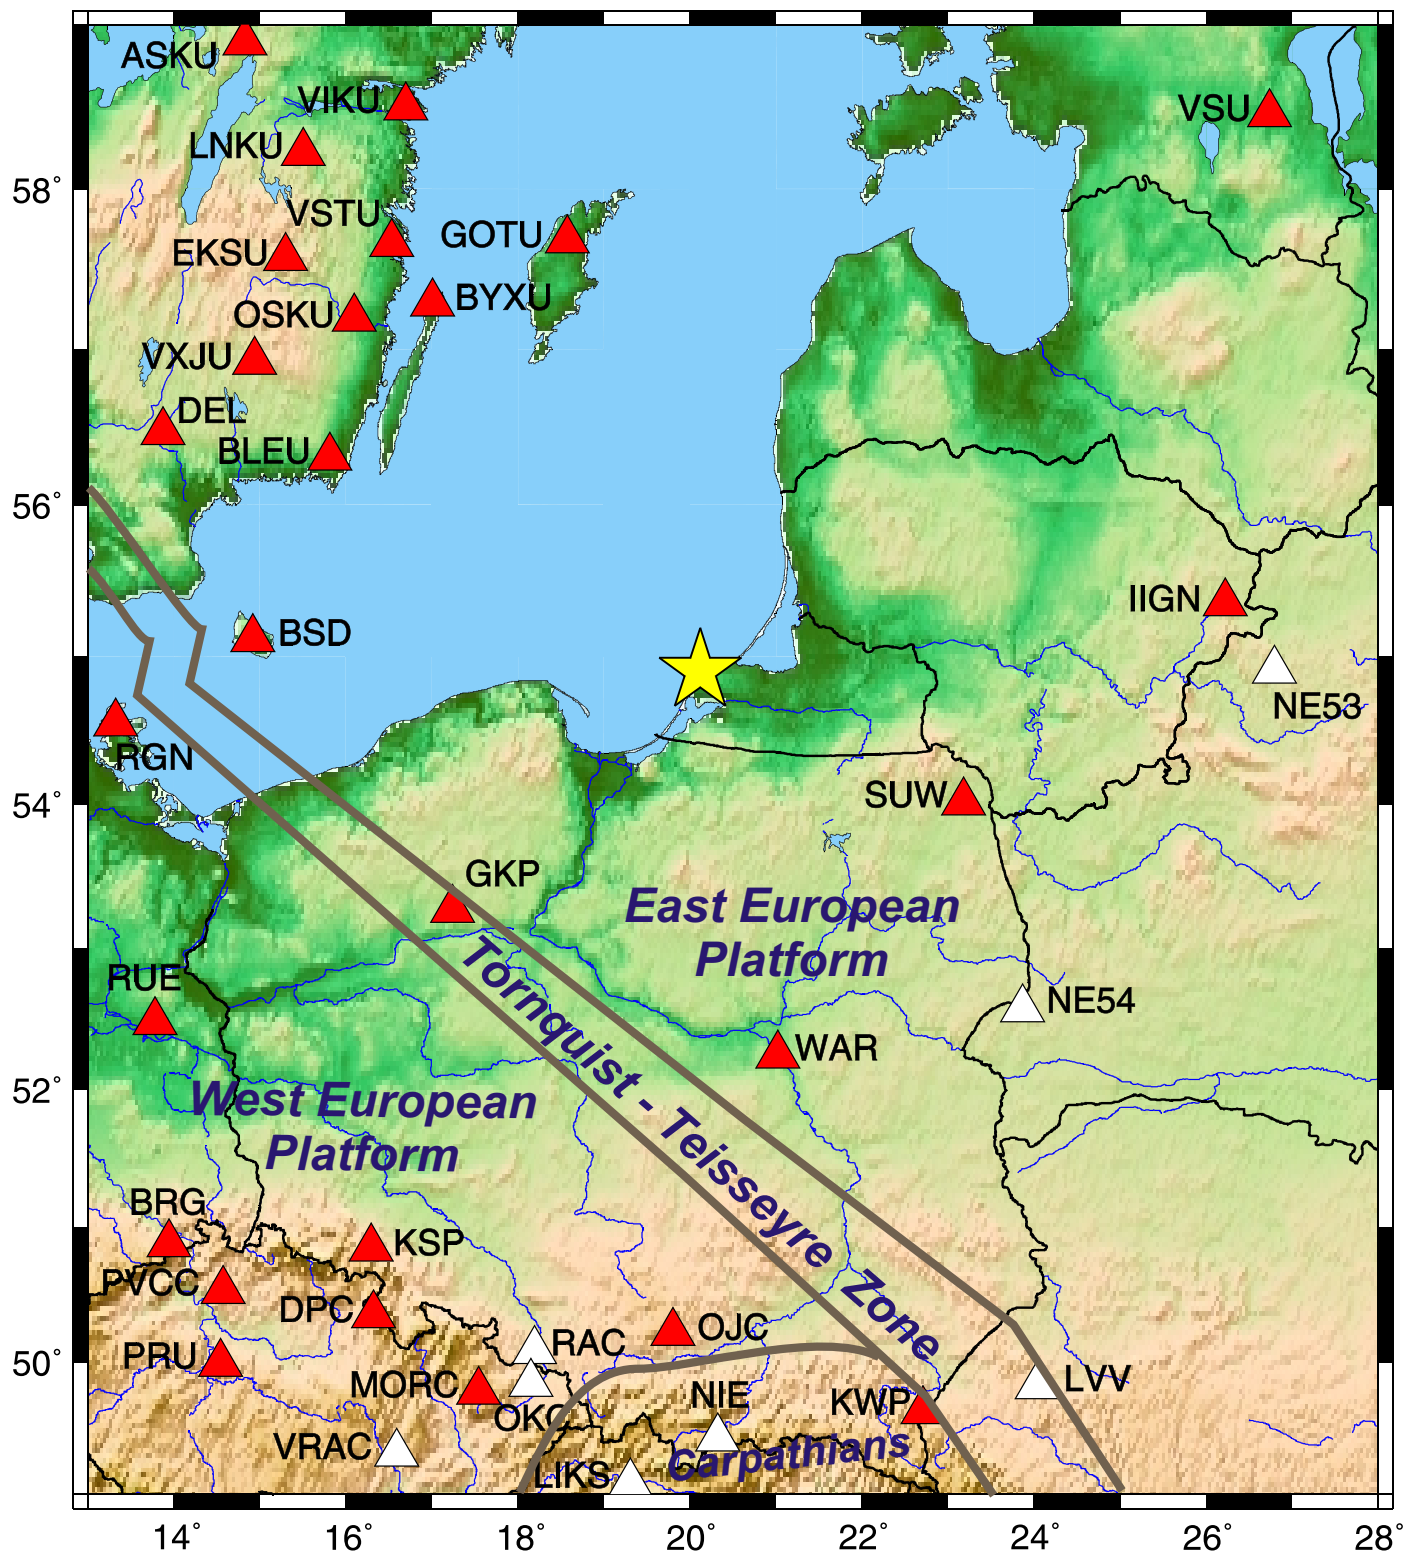 ASKU
VIKU
VSU
LNKU
58°
VSTU
GOTU
EKSU
BYXU
OSKU
VXJU
DEL
BLEU
56°
IIGN
BSD
NE53
RGN
SUW
54°
GKP
East European
Platform
RUE
NE54
Tornquist - Teisseyre Zone
WAR
52°
West European
Platform
BRG
KSP
PVCC
DPC
OJC
RAC
50°
PRU
MORC
LVV
NIE
KWP
OKC
VRAC
Carpathians
LIKS
14° 16° 18° 20° 22° 24° 26° 28°